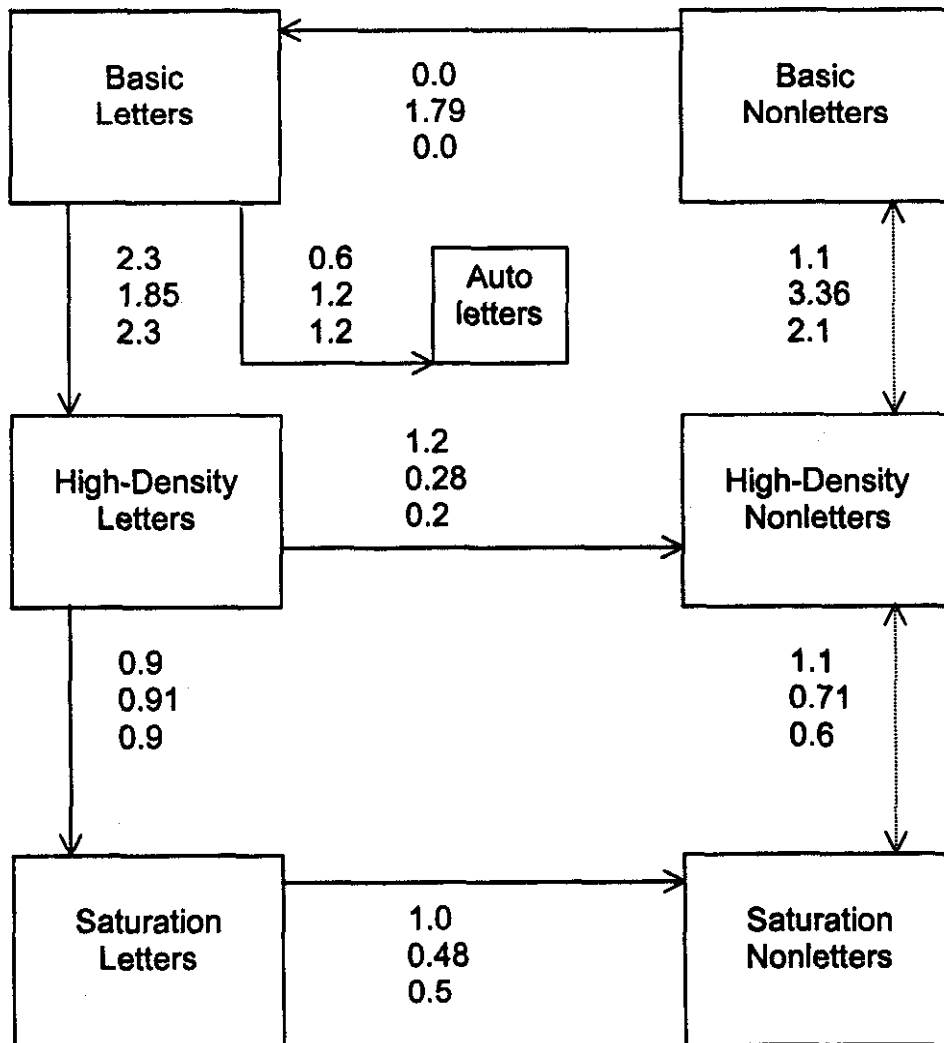 Basic
Letters
0.0
1.79
0.0
Basic
Nonletters
2.3
1.85
2.3
0.6
1.2
1.2
Auto
letters
1.1
3.36
2.1
High-Density
Letters
1.2
0.28
0.2
High-Density
Nonletters
0.9
0.91
0.9
1.1
0.71
0.6
Saturation
Letters
1.0
0.48
0.5
Saturation
Nonletters